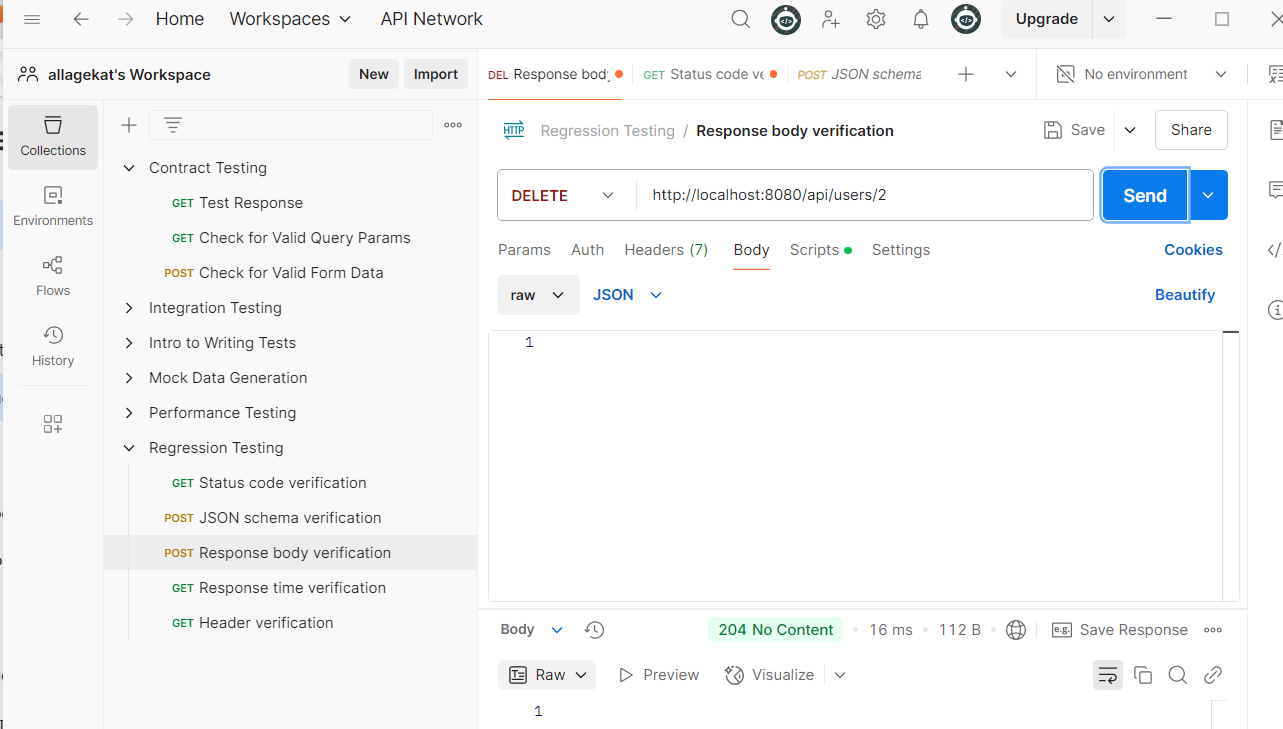 Home Workspaces API Network Upgrade
allagekat's Workspace New Import
DEL Response body GET Status code ve POST JSON schema No environment
Collections
Environments
Flows
History
Contract Testing
GET Test Response
GET Check for Valid Query Params
POST Check for Valid Form Data
Integration Testing
Intro to Writing Tests
Mock Data Generation
Performance Testing
Regression Testing
GET Status code verification
POST JSON schema verification
POST Response body verification
GET Response time verification
GET Header verification
HTTP Regression Testing / Response body verification Save Share
DELETE http://localhost:8080/api/users/2 Send
Params Auth Headers (7) Body Scripts Settings Cookies
raw JSON Beautify
1
Body 204 No Content 16 ms 112 B e.g. Save Response
Raw Preview Visualize
1